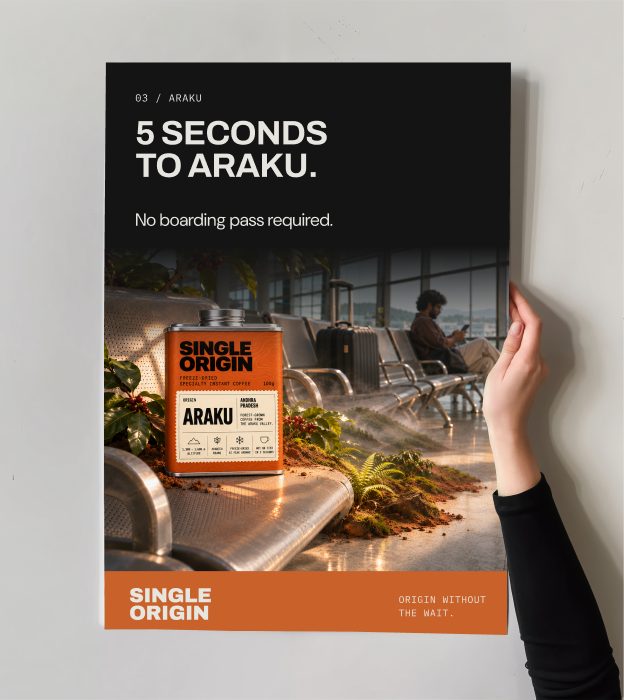 03 / ARAKU
5 SECONDS
TO ARAKU.
No boarding pass required.
SINGLE
ORIGIN
FREEZE-DRIED
SPECIALTY INSTANT COFFEE 100g
ORIGIN
ARAKU
ANDHRA
PRADESH
FOREST-GROWN
COFFEE FROM
THE ARAKU VALLEY.
ALTITUDE
SINGLE
ORIGIN
ORIGIN WITHOUT
THE WAIT.